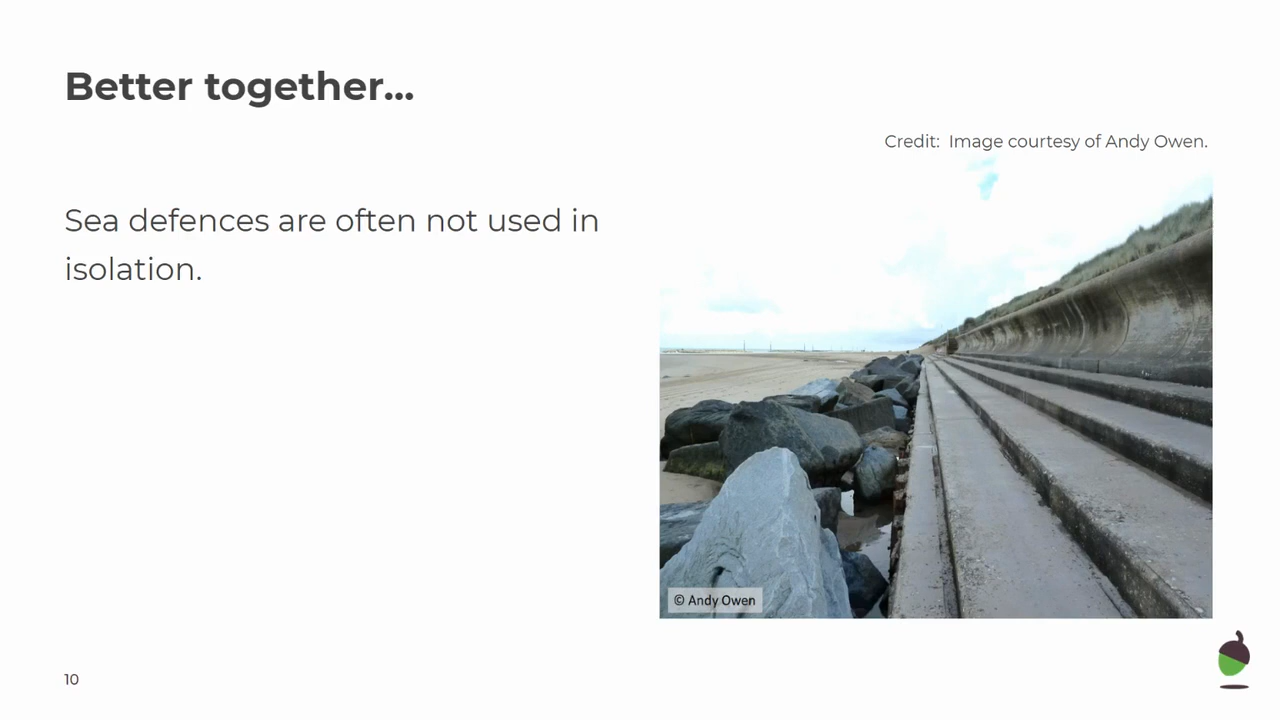 Better together...
Credit:  Image courtesy of Andy Owen.
Sea defences are often not used in
isolation.
© Andy Owen
10